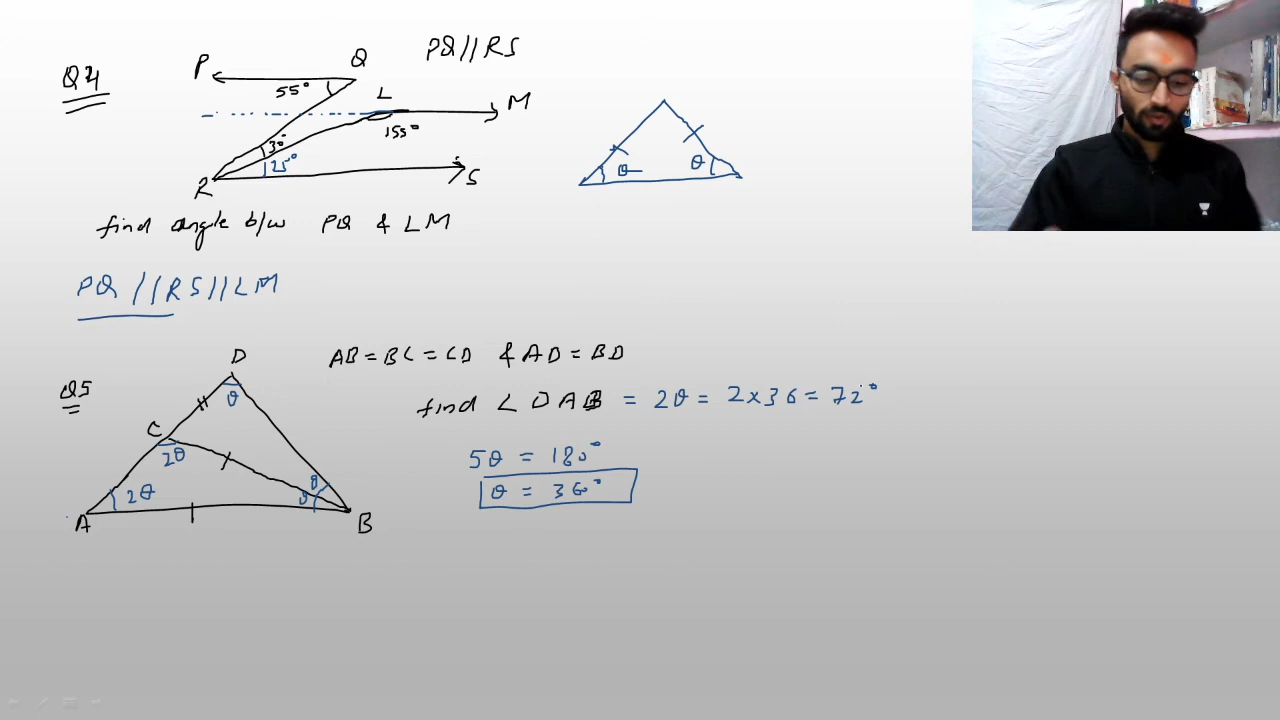 Q4
P Q PQ//RS
55° L M
30° 155°
25°
R S
θ θ
find angle b/w PQ & LM
PQ //RS//LM
D AB = BC = CD & AD = BD
Q5
θ find ∠ DAB = 2θ = 2×36 = 72°
C
2θ 5θ = 180°
2θ θ θ θ = 36°
A B